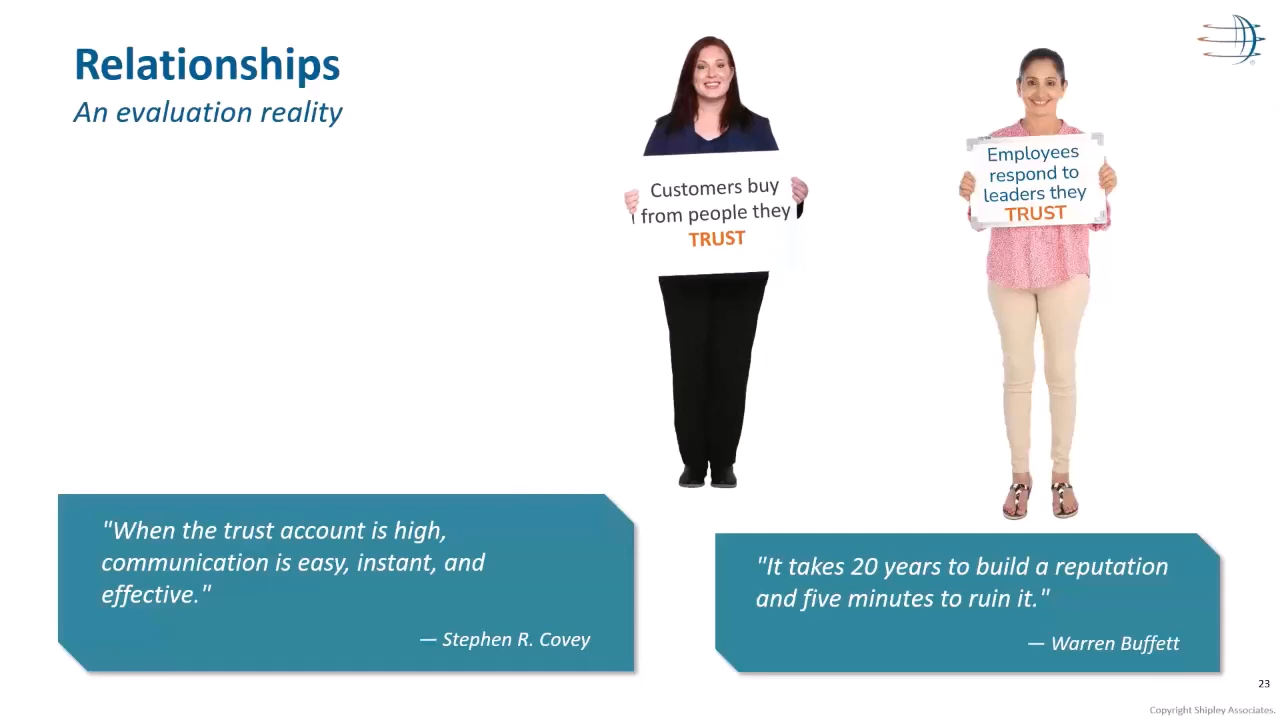 Relationships
An evaluation reality
Customers buy
from people they
TRUST
Employees
respond to
leaders they
TRUST
"When the trust account is high,
communication is easy, instant, and
effective."
— Stephen R. Covey
"It takes 20 years to build a reputation
and five minutes to ruin it."
— Warren Buffett
23
Copyright Shipley Associates.